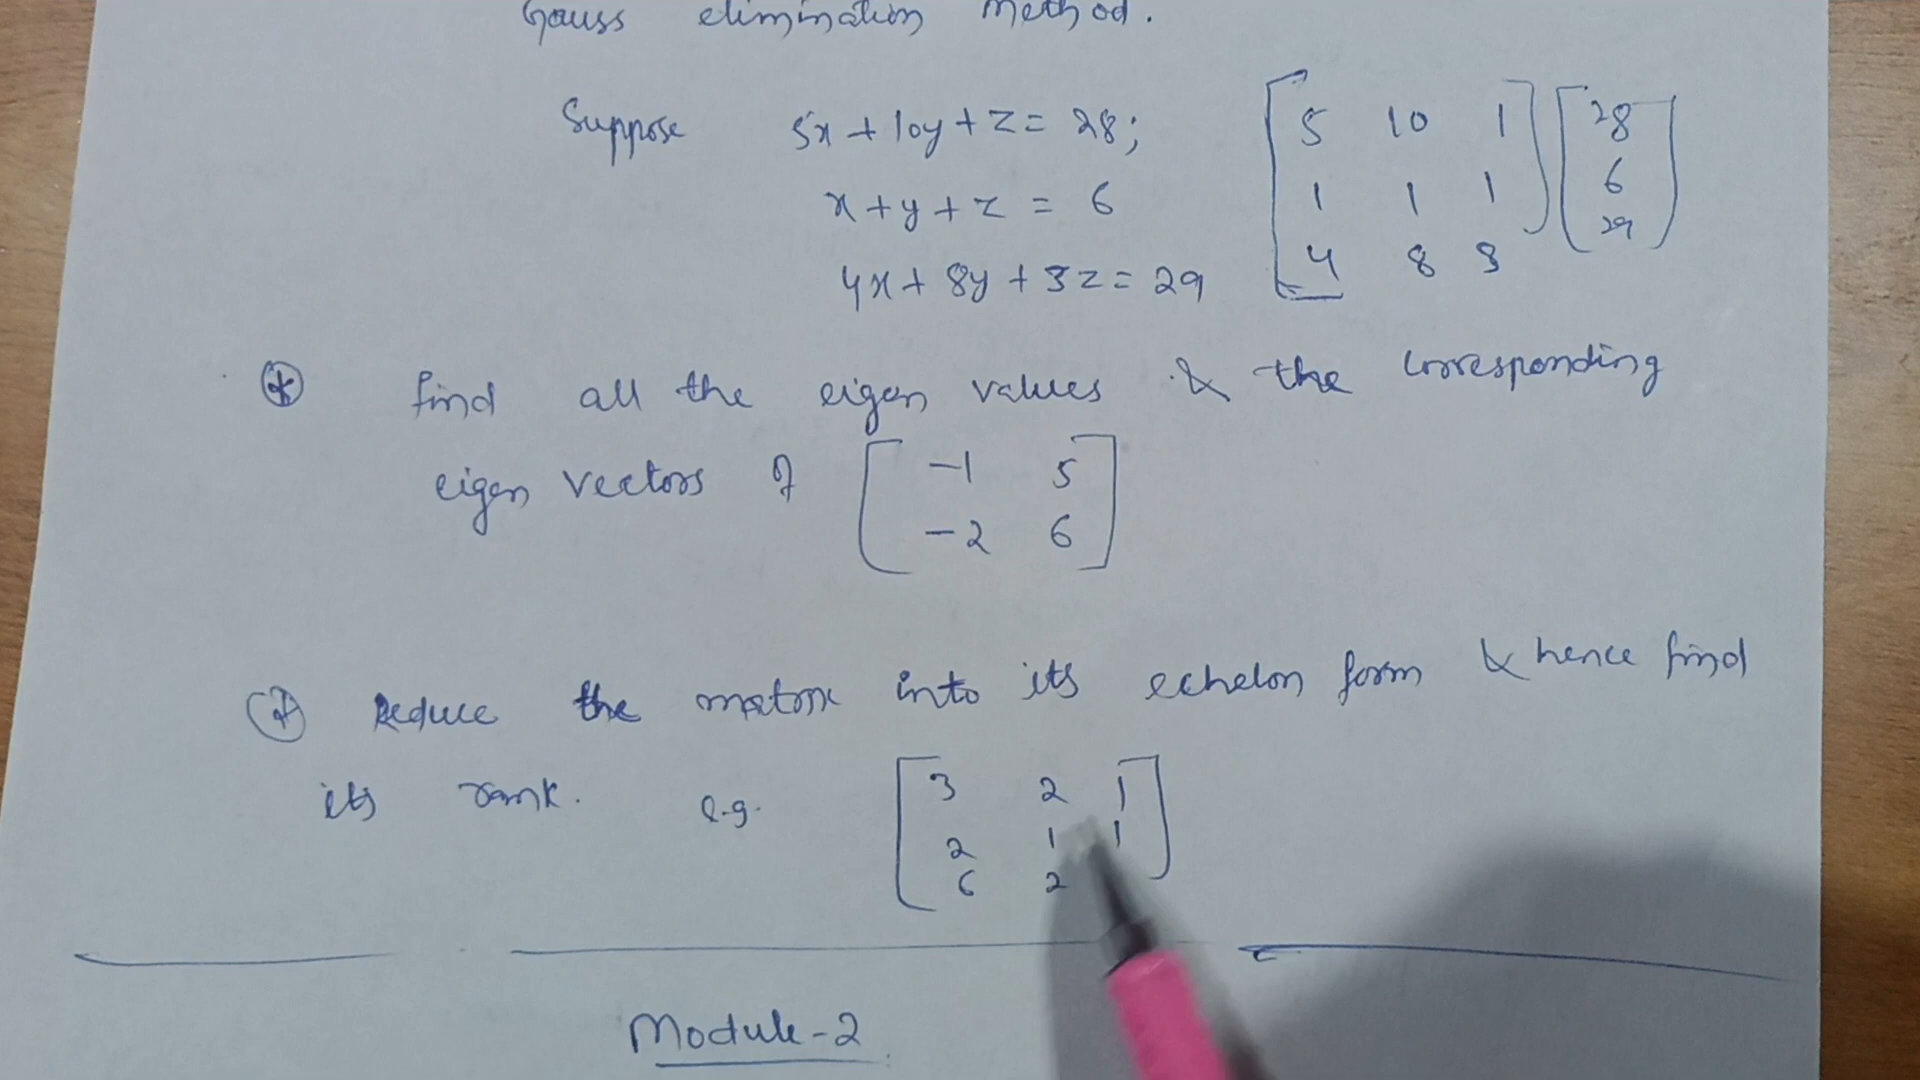 Gauss elimination method.
Suppose 5x + 10y + z = 28;
x + y + z = 6
4x + 8y + 3z = 29
[5 10 1
1 1 1
4 8 3] [28
6
29]
* find all the eigen values & the corresponding
eigen vectors of [-1 5
-2 6]
* Reduce the matrix into its echelon form & hence find
its rank. e.g. [3 2 1
2 1 1
6 2]
Module-2